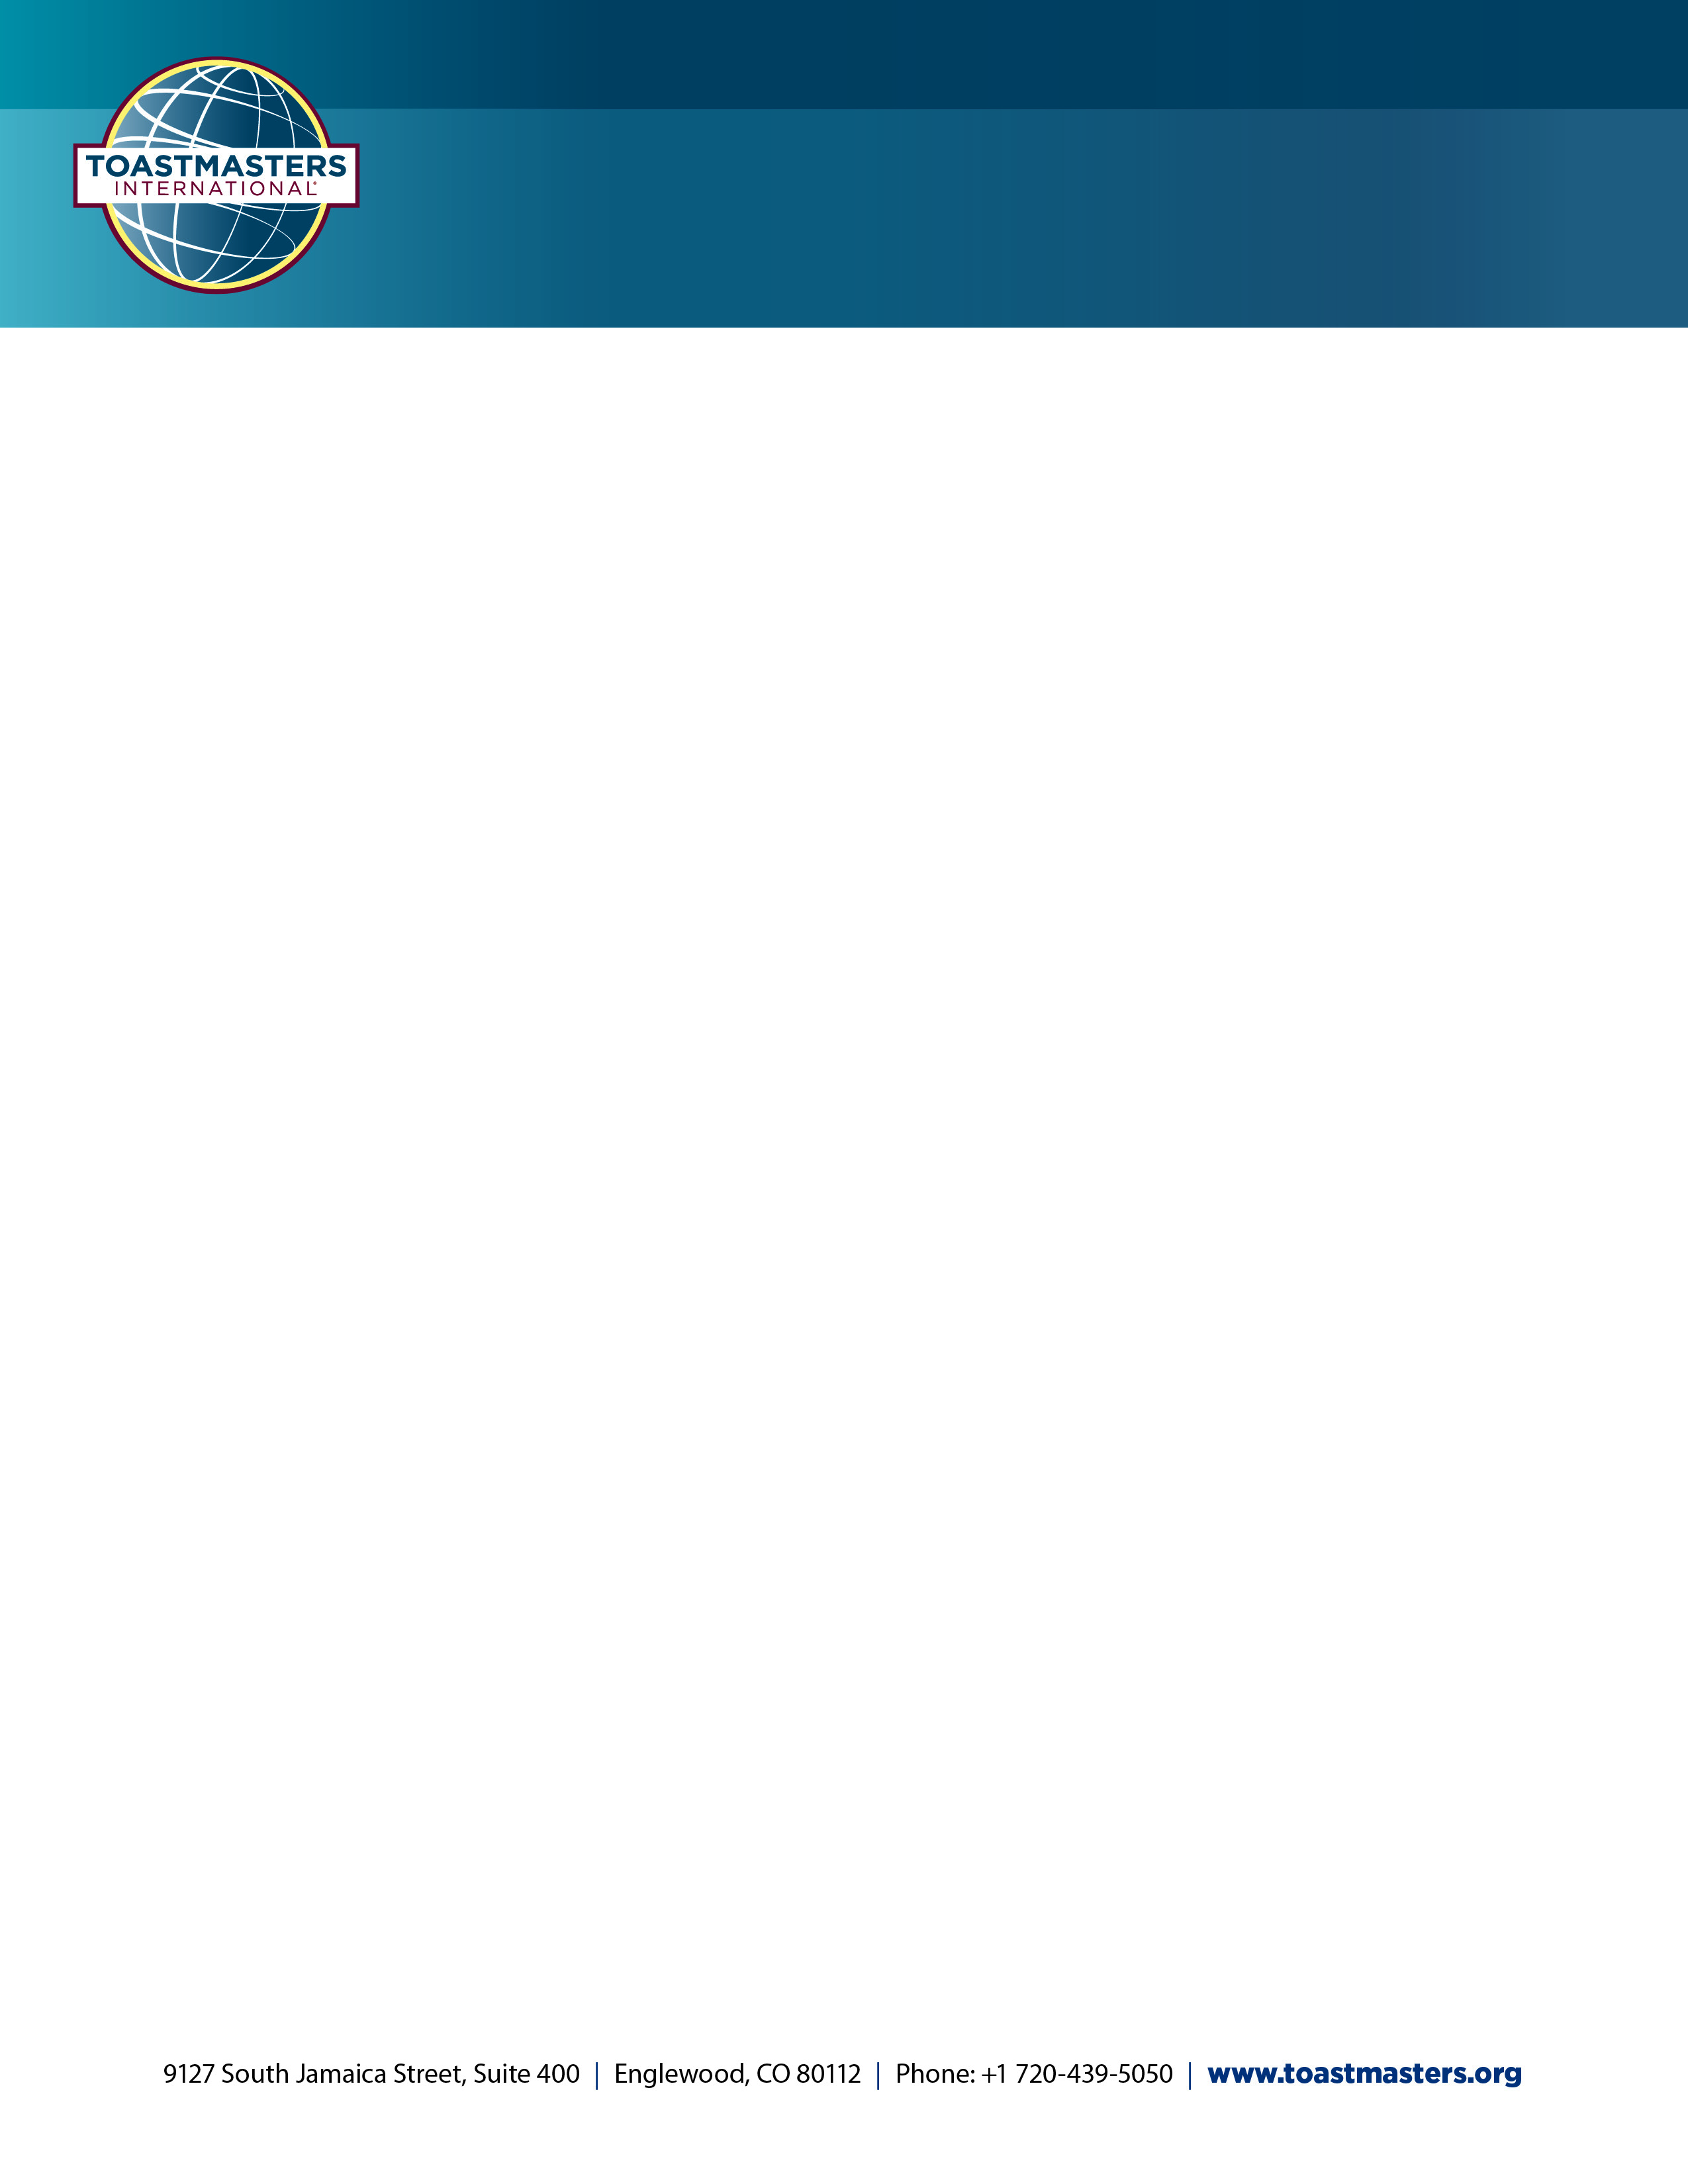 TOASTMASTERS
INTERNATIONAL®
9127 South Jamaica Street, Suite 400 | Englewood, CO 80112 | Phone: +1 720-439-5050 | www.toastmasters.org